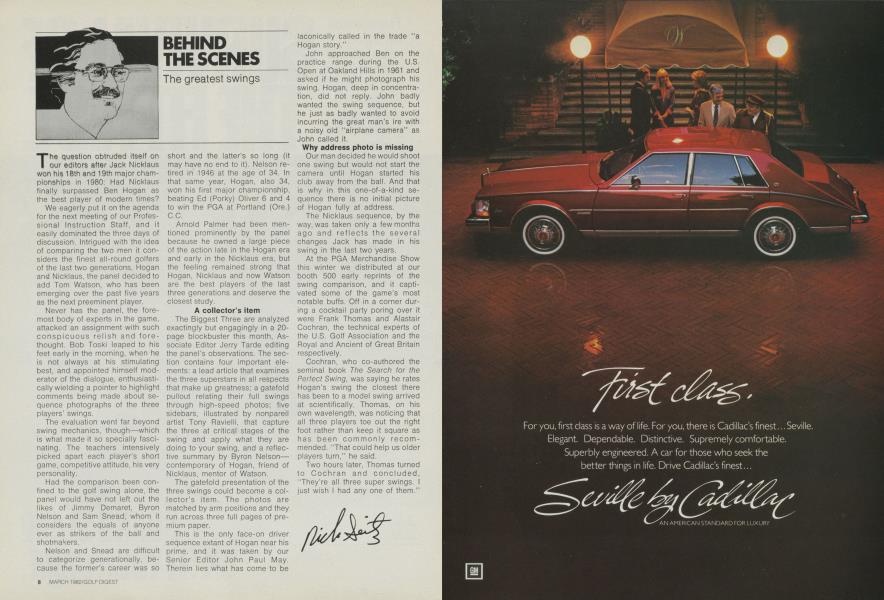 BEHIND
THE SCENES
The greatest swings
The question obtruded itself on
our editors after Jack Nicklaus
won his 18th and 19th major cham-
pionships in 1980: Had Nicklaus
finally surpassed Ben Hogan as
the best player of modern times?
We eagerly put it on the agenda
for the next meeting of our Profes-
sional Instruction Staff, and it
easily dominated the three days of
discussion. Intrigued with the idea
of comparing the two men it con-
siders the finest all-round golfers
of the last two generations, Hogan
and Nicklaus, the panel decided to
add Tom Watson, who has been
emerging over the past five years
as the next preeminent player.
Never has the panel, the fore-
most body of experts in the game,
attacked an assignment with such
conspicuous relish and fore-
thought. Bob Toski leaped to his
feet early in the morning, when he
is not always at his stimulating
best, and appointed himself mod-
erator of the dialogue, enthusiasti-
cally wielding a pointer to highlight
comments being made about se-
quence photographs of the three
players' swings.
The evaluation went far beyond
swing mechanics, though—which
is what made it so specially fasci-
nating. The teachers intensively
picked apart each player's short
game, competitive attitude, his very
personality.
Had the comparison been con-
fined to the golf swing alone, the
panel would have not left out the
likes of Jimmy Demaret, Byron
Nelson and Sam Snead, whom it
considers the equals of anyone
ever as strikers of the ball and
shotmakers.
Nelson and Snead are difficult
to categorize generationally, be-
cause the former's career was so
short and the latter's so long (it
may have no end to it). Nelson re-
tired in 1946 at the age of 34. In
that same year, Hogan, also 34,
won his first major championship,
beating Ed (Porky) Oliver 6 and 4
to win the PGA at Portland (Ore.)
C.C.
Arnold Palmer had been men-
tioned prominently by the panel
because he owned a large piece
of the action late in the Hogan era
and early in the Nicklaus era, but
the feeling remained strong that
Hogan, Nicklaus and now Watson
are the best players of the last
three generations and deserve the
closest study.
A collector's item
The Biggest Three are analyzed
exactingly but engagingly in a 20-
page blockbuster this month, As-
sociate Editor Jerry Tarde editing
the panel's observations. The sec-
tion contains four important ele-
ments: a lead article that examines
the three superstars in all respects
that make up greatness; a gatefold
pullout relating their full swings
through high-speed photos; five
sidebars, illustrated by nonpareil
artist Tony Ravielli, that capture
the three at critical stages of the
swing and apply what they are
doing to your swing, and a reflec-
tive summary by Byron Nelson—
contemporary of Hogan, friend of
Nicklaus, mentor of Watson.
The gatefold presentation of the
three swings could become a col-
lector's item. The photos are
matched by arm positions and they
run across three full pages of pre-
mium paper.
This is the only face-on driver
sequence extant of Hogan near his
prime, and it was taken by our
Senior Editor John Paul May.
Therein lies what has come to be
laconically called in the trade "a
Hogan story."
John approached Ben on the
practice range during the U.S.
Open at Oakland Hills in 1961 and
asked if he might photograph his
swing. Hogan, deep in concentra-
tion, did not reply. John badly
wanted the swing sequence, but
he just as badly wanted to avoid
incurring the great man's ire with
a noisy old "airplane camera" as
John called it.
Why address photo is missing
Our man decided he would shoot
one swing but would not start the
camera until Hogan started his
club away from the ball. And that
is why in this one-of-a-kind se-
quence there is no initial picture
of Hogan fully at address.
The Nicklaus sequence, by the
way, was taken only a few months
ago and reflects the several
changes Jack has made in his
swing in the last two years.
At the PGA Merchandise Show
this winter we distributed at our
booth 500 early reprints of the
swing comparison, and it capti-
vated some of the game's most
notable buffs. Off in a corner dur-
ing a cocktail party poring over it
were Frank Thomas and Alastair
Cochran, the technical experts of
the U.S. Golf Association and the
Royal and Ancient of Great Britain
respectively.
Cochran, who co-authored the
seminal book The Search for the
Perfect Swing, was saying he rates
Hogan's swing the closest there
has been to a model swing arrived
at scientifically. Thomas, on his
own wavelength, was noticing that
all three players toe out the right
foot rather than keep it square as
has been commonly recom-
mended. "That could help us older
players turn," he said.
Two hours later, Thomas turned
to Cochran and concluded,
"They're all three super swings. I
just wish I had any one of them."
Nick Seitz
8 MARCH 1982/GOLF DIGEST
W
First class.
For you, first class is a way of life. For you, there is Cadillac's finest...Seville.
Elegant. Dependable. Distinctive. Supremely comfortable.
Superbly engineered. A car for those who seek the
better things in life. Drive Cadillac's finest...
Seville by Cadillac
AN AMERICAN STANDARD FOR LUXURY
GM